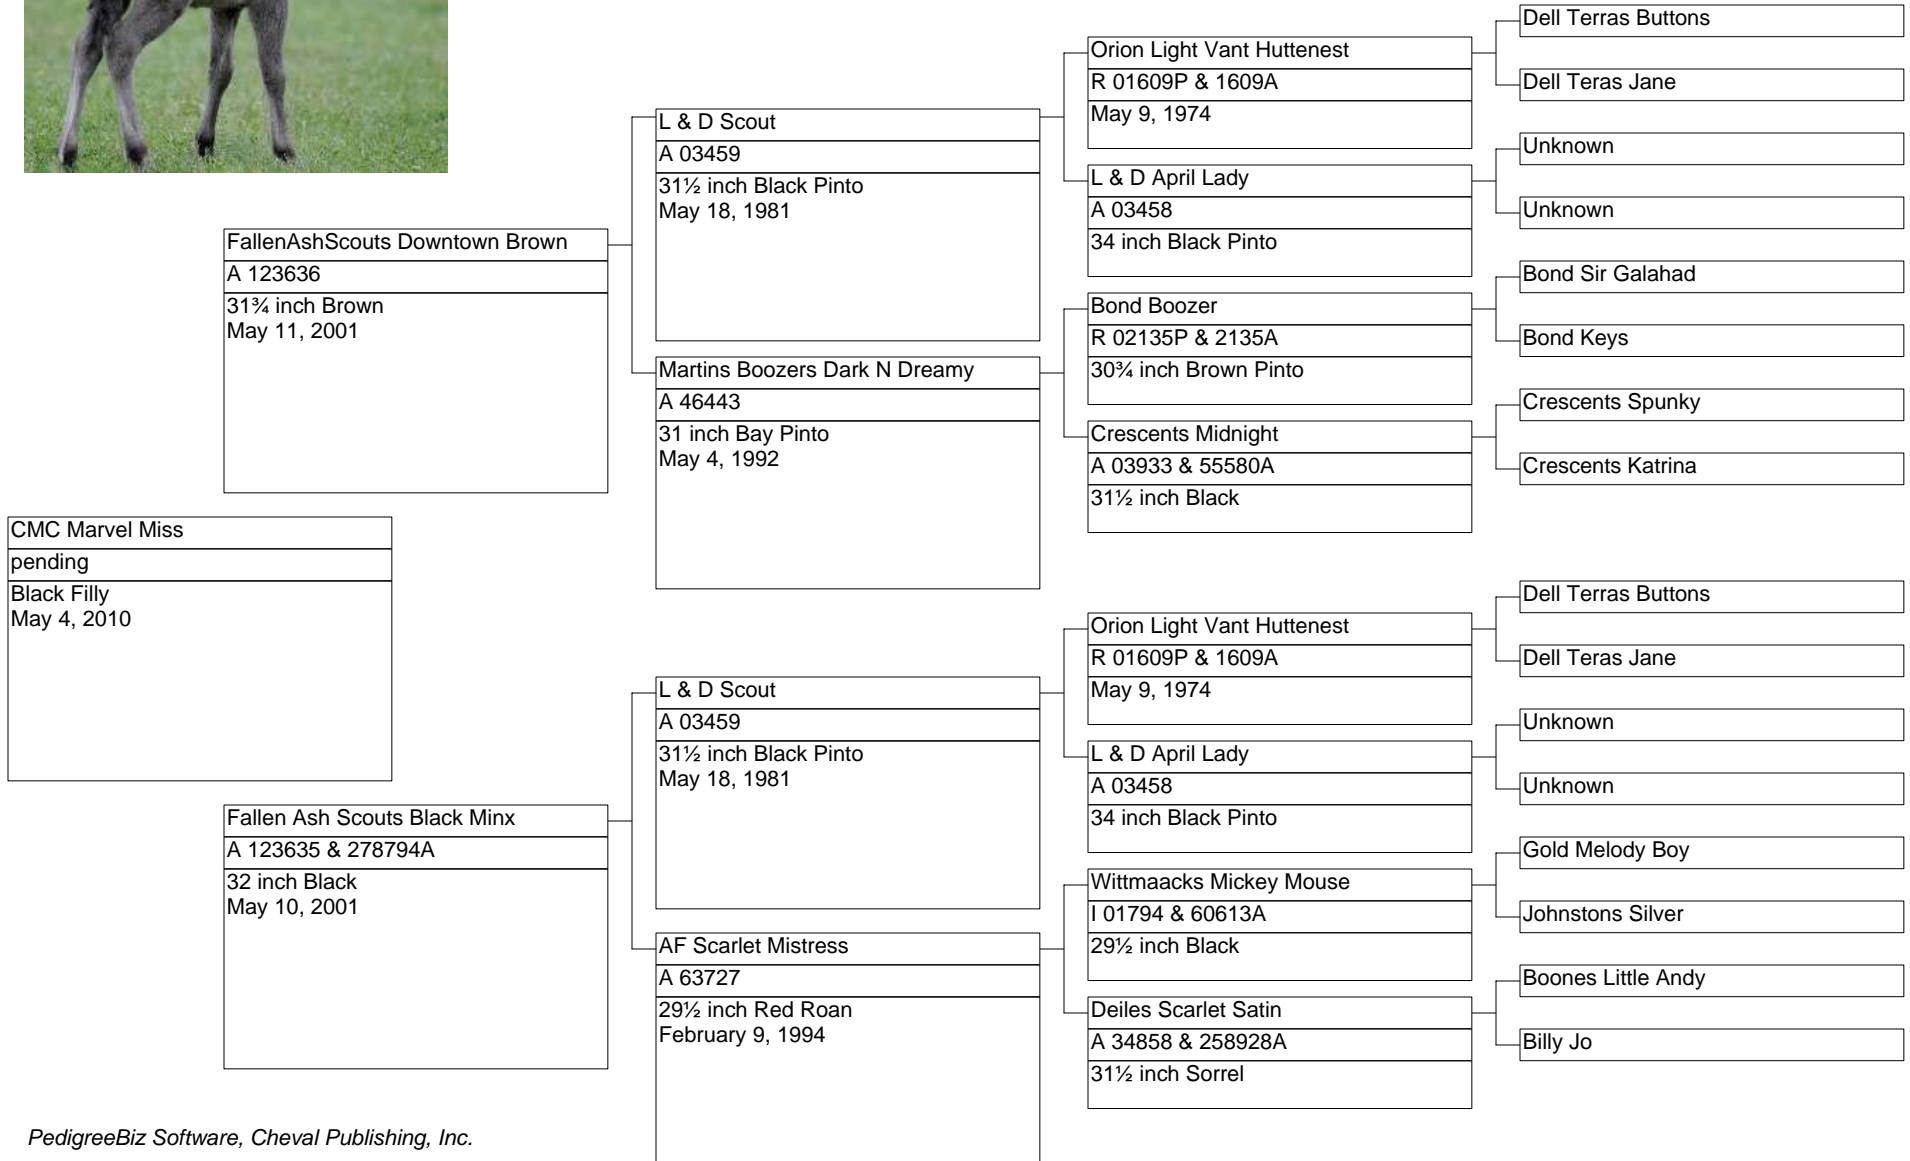 Dell Terras Buttons
Orion Light Vant Huttenest
R 01609P & 1609A
May 9, 1974
Dell Teras Jane
L & D Scout
A 03459
31½ inch Black Pinto
May 18, 1981
Unknown
L & D April Lady
A 03458
34 inch Black Pinto
Unknown
FallenAshScouts Downtown Brown
A 123636
31¾ inch Brown
May 11, 2001
Bond Sir Galahad
Bond Boozer
R 02135P & 2135A
30¾ inch Brown Pinto
Bond Keys
Martins Boozers Dark N Dreamy
A 46443
31 inch Bay Pinto
May 4, 1992
Crescents Spunky
Crescents Midnight
A 03933 & 55580A
31½ inch Black
Crescents Katrina
CMC Marvel Miss
pending
Black Filly
May 4, 2010
Dell Terras Buttons
Orion Light Vant Huttenest
R 01609P & 1609A
May 9, 1974
Dell Teras Jane
L & D Scout
A 03459
31½ inch Black Pinto
May 18, 1981
Unknown
L & D April Lady
A 03458
34 inch Black Pinto
Unknown
Fallen Ash Scouts Black Minx
A 123635 & 278794A
32 inch Black
May 10, 2001
Gold Melody Boy
Wittmaacks Mickey Mouse
I 01794 & 60613A
29½ inch Black
Johnstons Silver
AF Scarlet Mistress
A 63727
29½ inch Red Roan
February 9, 1994
Boones Little Andy
Deiles Scarlet Satin
A 34858 & 258928A
31½ inch Sorrel
Billy Jo
PedigreeBiz Software, Cheval Publishing, Inc.